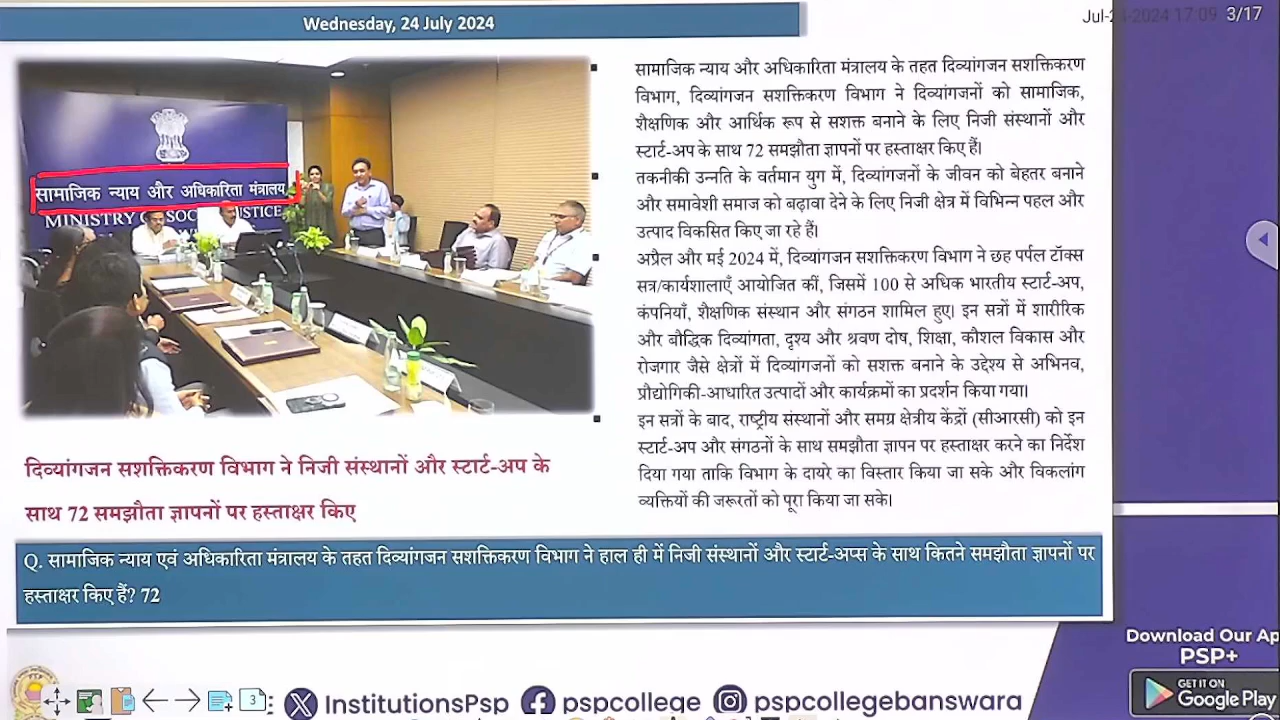 Wednesday, 24 July 2024
17:09 3/17
सामाजिक न्याय और अधिकारिता मंत्रालय
MINISTRY OF SOCIAL JUSTICE
दिव्यांगजन सशक्तिकरण विभाग ने निजी संस्थानों और स्टार्ट-अप के
साथ 72 समझौता ज्ञापनों पर हस्ताक्षर किए
सामाजिक न्याय और अधिकारिता मंत्रालय के तहत दिव्यांगजन सशक्तिकरण
विभाग, दिव्यांगजन सशक्तिकरण विभाग ने दिव्यांगजनों को सामाजिक,
शैक्षणिक और आर्थिक रूप से सशक्त बनाने के लिए निजी संस्थानों और
स्टार्ट-अप के साथ 72 समझौता ज्ञापनों पर हस्ताक्षर किए हैं।
तकनीकी उन्नति के वर्तमान युग में, दिव्यांगजनों के जीवन को बेहतर बनाने
और समावेशी समाज को बढ़ावा देने के लिए निजी क्षेत्र में विभिन्न पहल और
उत्पाद विकसित किए जा रहे हैं।
अप्रैल और मई 2024 में, दिव्यांगजन सशक्तिकरण विभाग ने छह पर्पल टॉक्स
सत्र/कार्यशालाएँ आयोजित कीं, जिसमें 100 से अधिक भारतीय स्टार्ट-अप,
कंपनियाँ, शैक्षणिक संस्थान और संगठन शामिल हुए। इन सत्रों में शारीरिक
और बौद्धिक दिव्यांगता, दृश्य और श्रवण दोष, शिक्षा, कौशल विकास और
रोजगार जैसे क्षेत्रों में दिव्यांगजनों को सशक्त बनाने के उद्देश्य से अभिनव,
प्रौद्योगिकी-आधारित उत्पादों और कार्यक्रमों का प्रदर्शन किया गया।
इन सत्रों के बाद, राष्ट्रीय संस्थानों और समग्र क्षेत्रीय केंद्रों (सीआरसी) को इन
स्टार्ट-अप और संगठनों के साथ समझौता ज्ञापन पर हस्ताक्षर करने का निर्देश
दिया गया ताकि विभाग के दायरे का विस्तार किया जा सके और विकलांग
व्यक्तियों की जरूरतों को पूरा किया जा सके।
Q. सामाजिक न्याय एवं अधिकारिता मंत्रालय के तहत दिव्यांगजन सशक्तिकरण विभाग ने हाल ही में निजी संस्थानों और स्टार्ट-अप्स के साथ कितने समझौता ज्ञापनों पर
हस्ताक्षर किए हैं? 72
Download Our Ap
PSP+
GET IT ON
Google Play
3
InstitutionsPsp pspcollege pspcollegebanswara